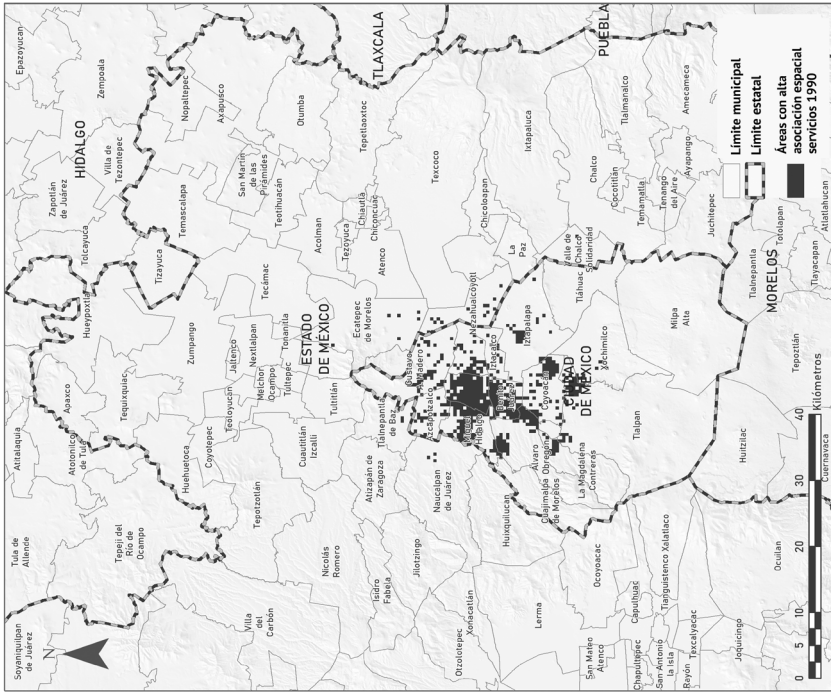 Soyaniquilpan
de Juárez
Tula de
Allende
Atitalaquia
Epazoyucan
N
Atotonilco
de Tula
Apaxco
Hueypoxtla
Tolcayuca
Zapotlán
de Juárez
HIDALGO
Zempoala
Tepeji del
Río de
Ocampo
Tequixquiac
Tizayuca
Villa de
Tezontepec
Huehuetoca
Zumpango
Temascalapa
Nopaltepec
Coyotepec
Axapusco
Villa
del
Carbón
Tepotzotlán
Teoloyucan
Jaltenco
Nextlalpan
Melchor
Ocampo
Tecámac
San Martín
de las
Pirámides
Teotihuacán
Tultepec
Tonanitla
Otumba
Nicolás
Romero
Cuautitlán
Izcalli
Tultitlán
ESTADO
DE MÉXICO
Acolman
Tezoyuca
Isidro
Fabela
Atizapán de
Zaragoza
Tlalnepantla
de Baz
Ecatepec
de Morelos
Atenco
Chiautla
Chiconcuac
Tepetlaoxtoc
TLAXCALA
Jilotzingo
Naucalpan
de Juárez
Azcapotzalco
Gustavo
A. Madero
Texcoco
Otzolotepec
Xonacatlán
Miguel
Hidalgo
Nezahualcóyotl
Chicoloapan
Huixquilucan
Benito
Juárez
Iztacalco
La
Paz
Lerma
Cuajimalpa
de Morelos
Álvaro
Obregón
Coyoacán
Iztapalapa
Ixtapaluca
La Magdalena
Contreras
CIUDAD
DE MÉXICO
Tláhuac
Valle de
Chalco
Solidaridad
San Mateo
Atenco
Ocoyoacac
Xochimilco
Chalco
Cocotitlán
PUEBLA
Chapultepec
Capulhuac
Tlalpan
Temamatla
Tlalmanalco
San Antonio
la Isla
Tianguistenco
Xalatlaco
Milpa
Alta
Tenango
del Aire
Rayón
Texcalyacac
Ayapango
Amecameca
Juchitepec
Joquicingo
Huitzilac
Tlalnepantla
MORELOS
Límite municipal
Límite estatal
Áreas con alta
asociación espacial
servicios 1990
Ocuilan
Tepoztlán
Totolapan
Tlayacapan
Atlatlahucan
Cuernavaca
0 5 10 20 30 40
Kilómetros